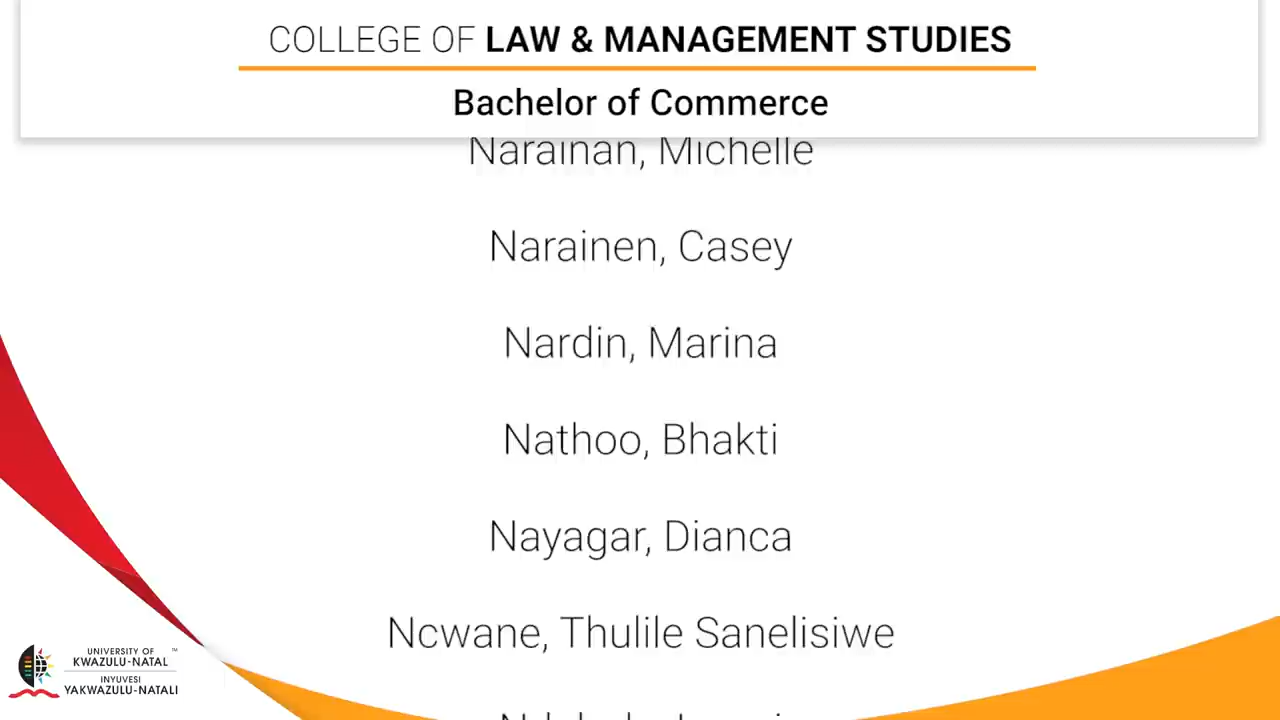 COLLEGE OF LAW & MANAGEMENT STUDIES
Bachelor of Commerce
Narainan, Michelle
Narainen, Casey
Nardin, Marina
Nathoo, Bhakti
Nayagar, Dianca
Ncwane, Thulile Sanelisiwe
UNIVERSITY OF ™
KWAZULU-NATAL
INYUVESI
YAKWAZULU-NATALI